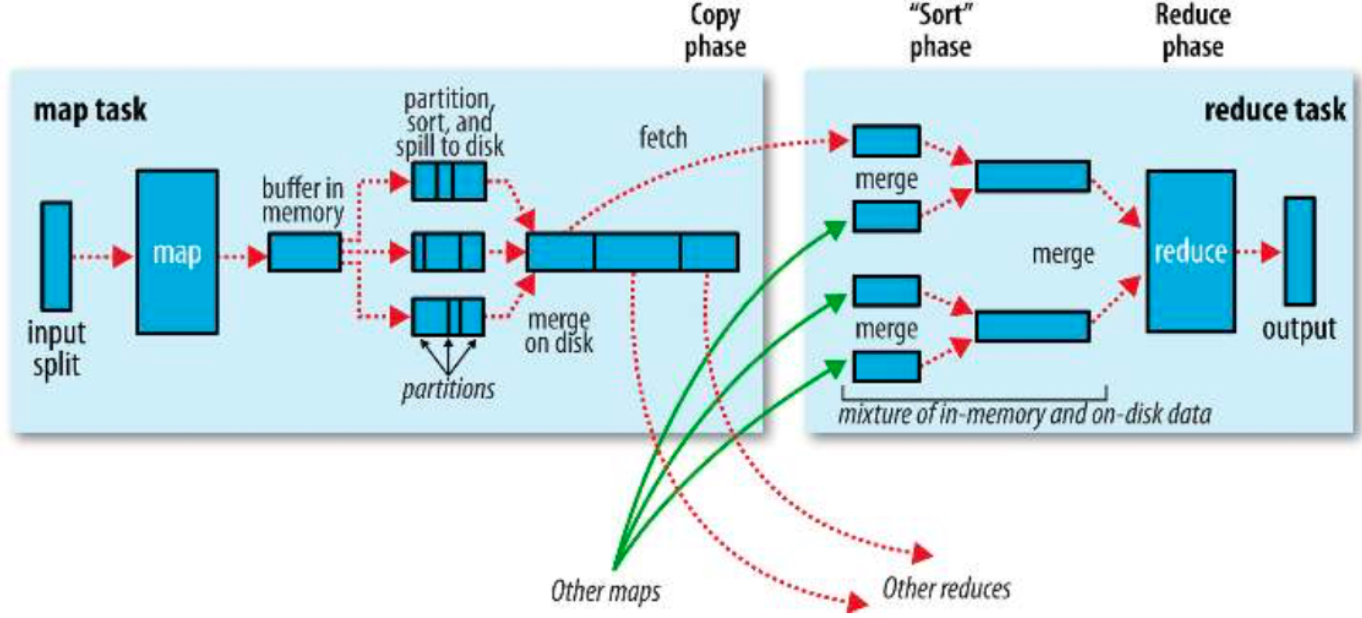 Copy
phase
"Sort"
phase
Reduce
phase
map task
reduce task
partition,
sort, and
spill to disk
fetch
buffer in
memory
merge
map
merge
reduce
input
split
merge
on disk
merge
output
partitions
mixture of in-memory and on-disk data
Other maps
Other reduces